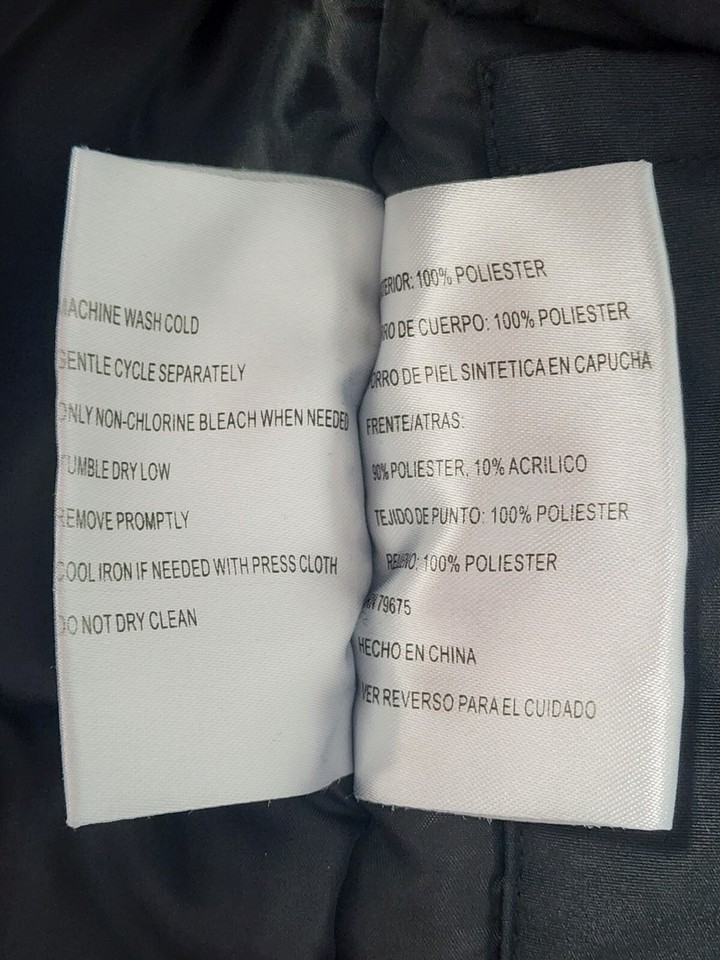 MACHINE WASH COLD
GENTLE CYCLE SEPARATELY
ONLY NON-CHLORINE BLEACH WHEN NEEDED
TUMBLE DRY LOW
REMOVE PROMPTLY
COOL IRON IF NEEDED WITH PRESS CLOTH
DO NOT DRY CLEAN
100% POLIESTER
DE CUERPO: 100% POLIESTER
FORRO DE PIEL SINTETICA EN CAPUCHA
FRENTE/ATRAS:
90% POLIESTER, 10% ACRILICO
TEJIDO DE PUNTO: 100% POLIESTER
RELLENO: 100% POLIESTER
79675
HECHO EN CHINA
VER REVERSO PARA EL CUIDADO